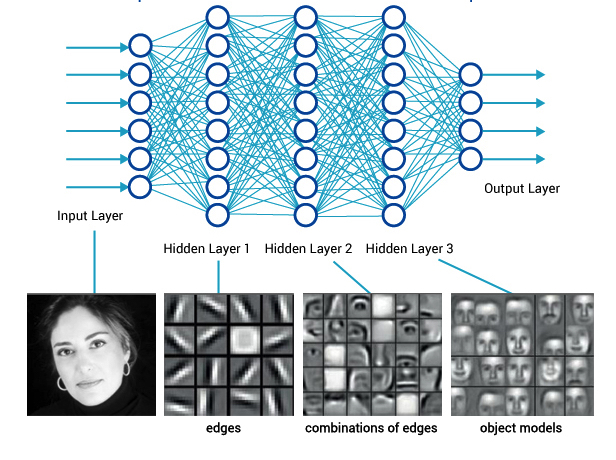 Output Layer
Input Layer
Hidden Layer 1 Hidden Layer 2 Hidden Layer 3
edges combinations of edges object models